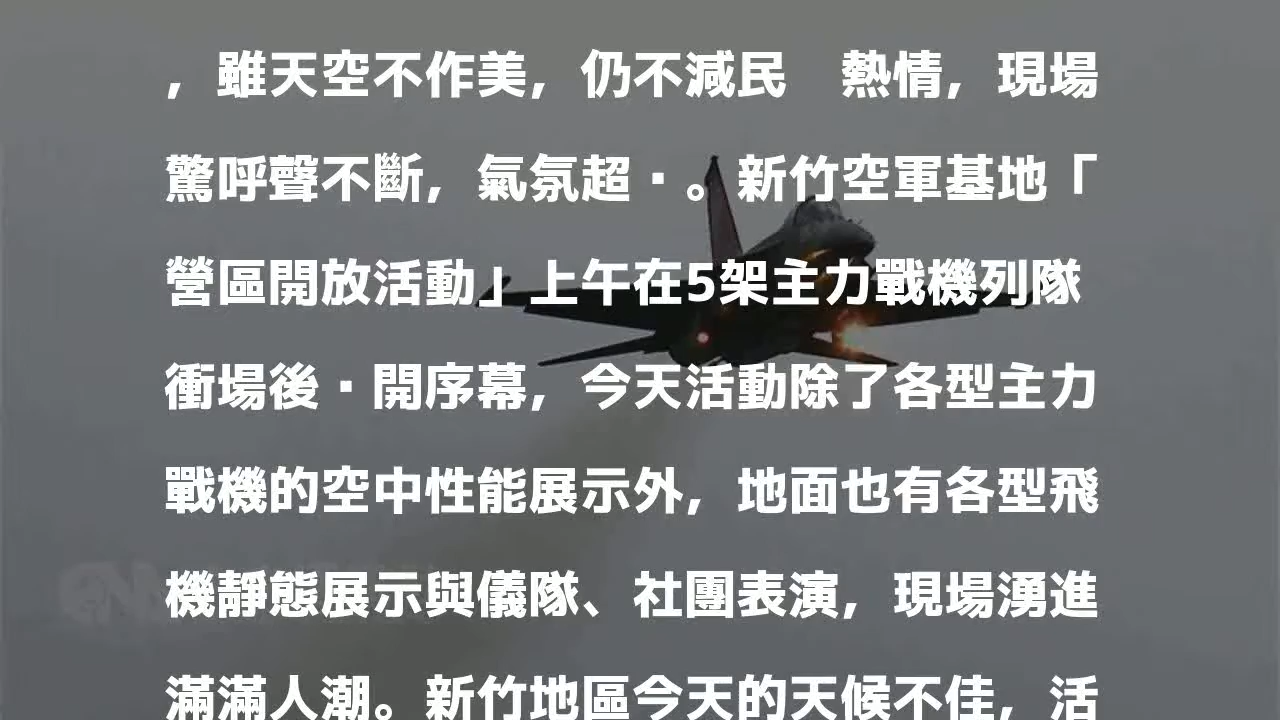 ，雖天空不作美，仍不減民　熱情，現場
驚呼聲不斷，氣氛超▪。新竹空軍基地「
營區開放活動」上午在5架主力戰機列隊
衝場後▪開序幕，今天活動除了各型主力
戰機的空中性能展示外，地面也有各型飛
機靜態展示與儀隊、社團表演，現場湧進
滿滿人潮。新竹地區今天的天候不佳，活